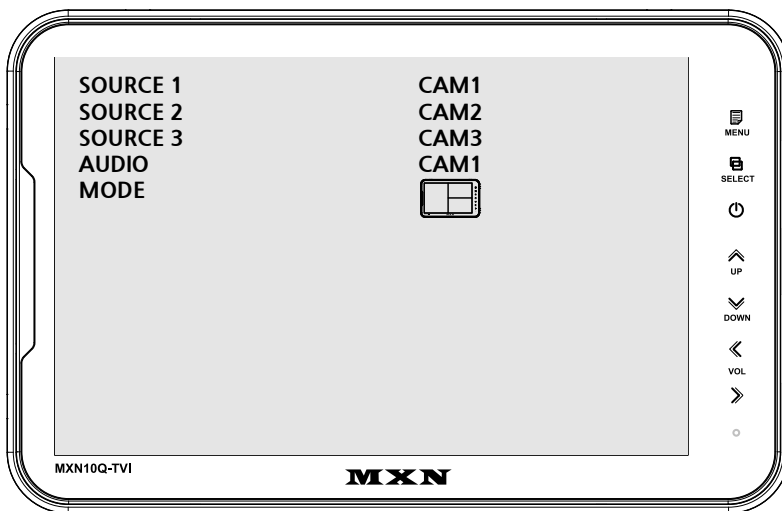 SOURCE 1 CAM1
SOURCE 2 CAM2
SOURCE 3 CAM3
AUDIO CAM1
MODE
MENU
SELECT
UP
DOWN
VOL
MXN10Q-TVI
MXN